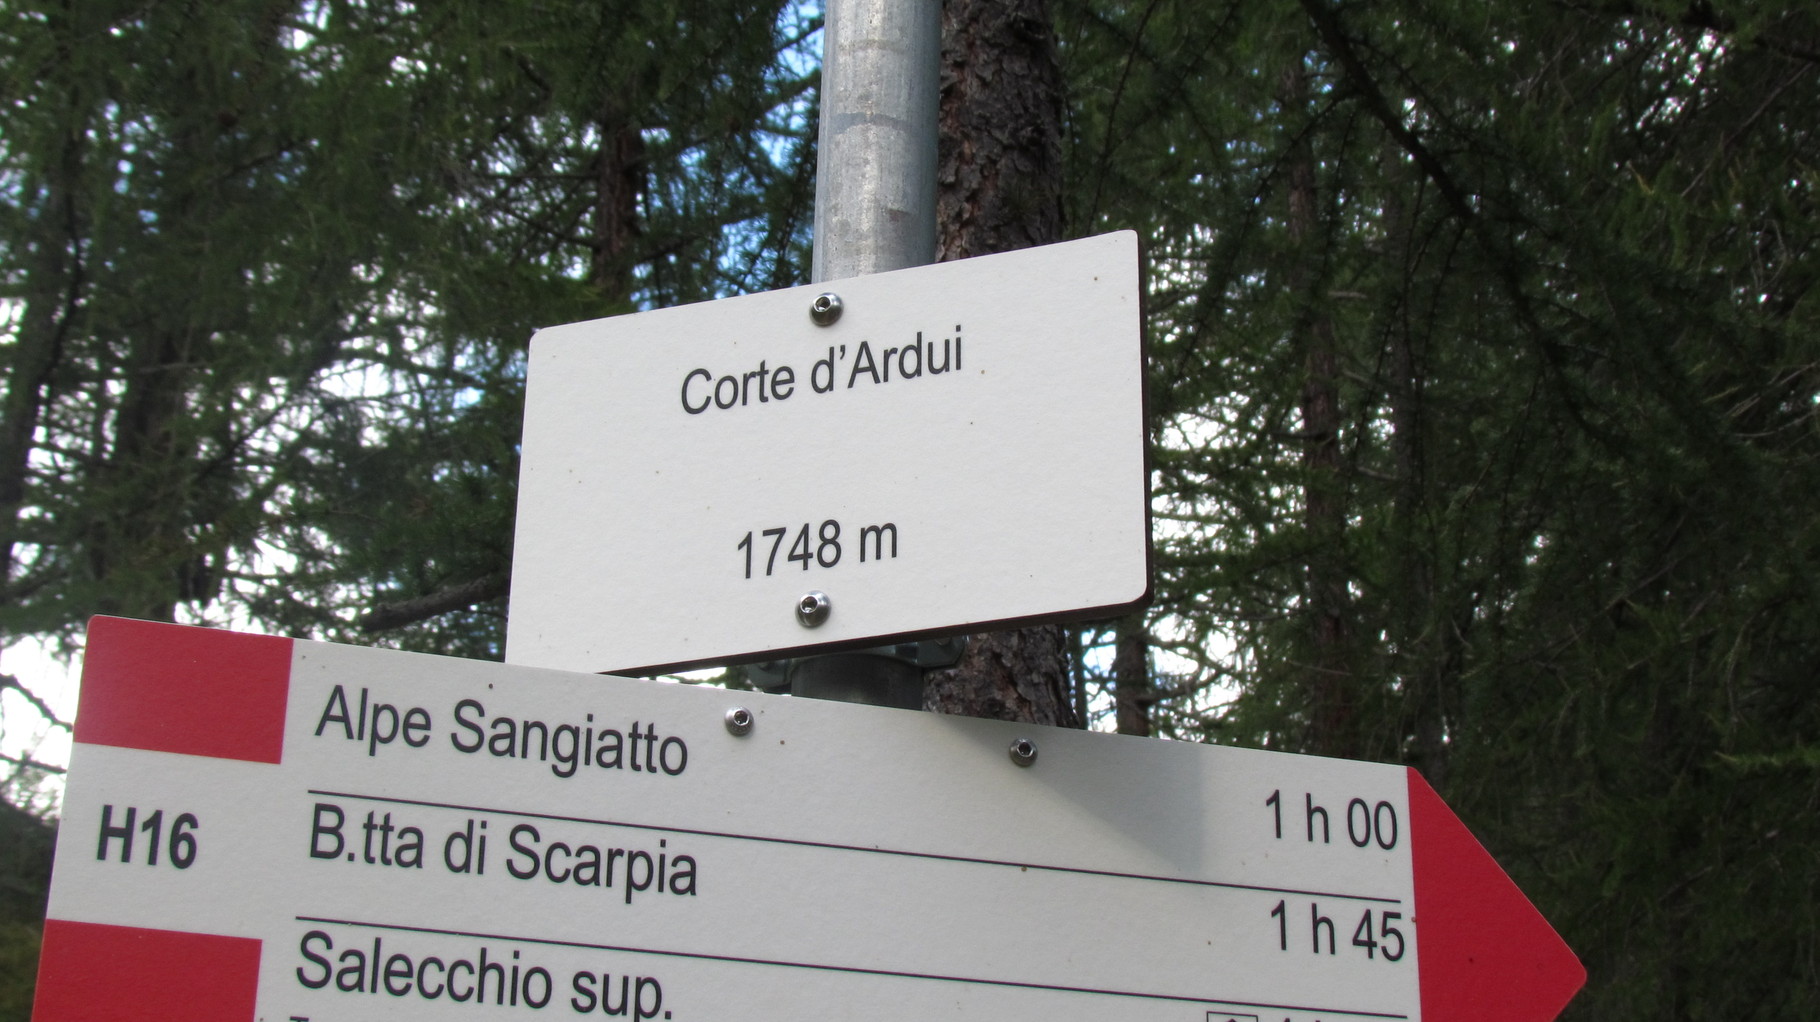 Corte d'Ardui
1748 m
Alpe Sangiatto
1 h 00
H16
B.tta di Scarpia
1 h 45
Salecchio sup.